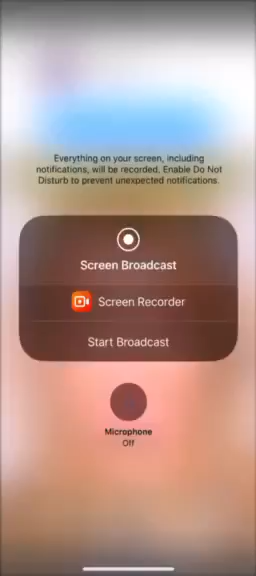 Everything on your screen, including
notifications, will be recorded. Enable Do Not
Disturb to prevent unexpected notifications.
Screen Broadcast
Screen Recorder
Start Broadcast
Microphone
Off